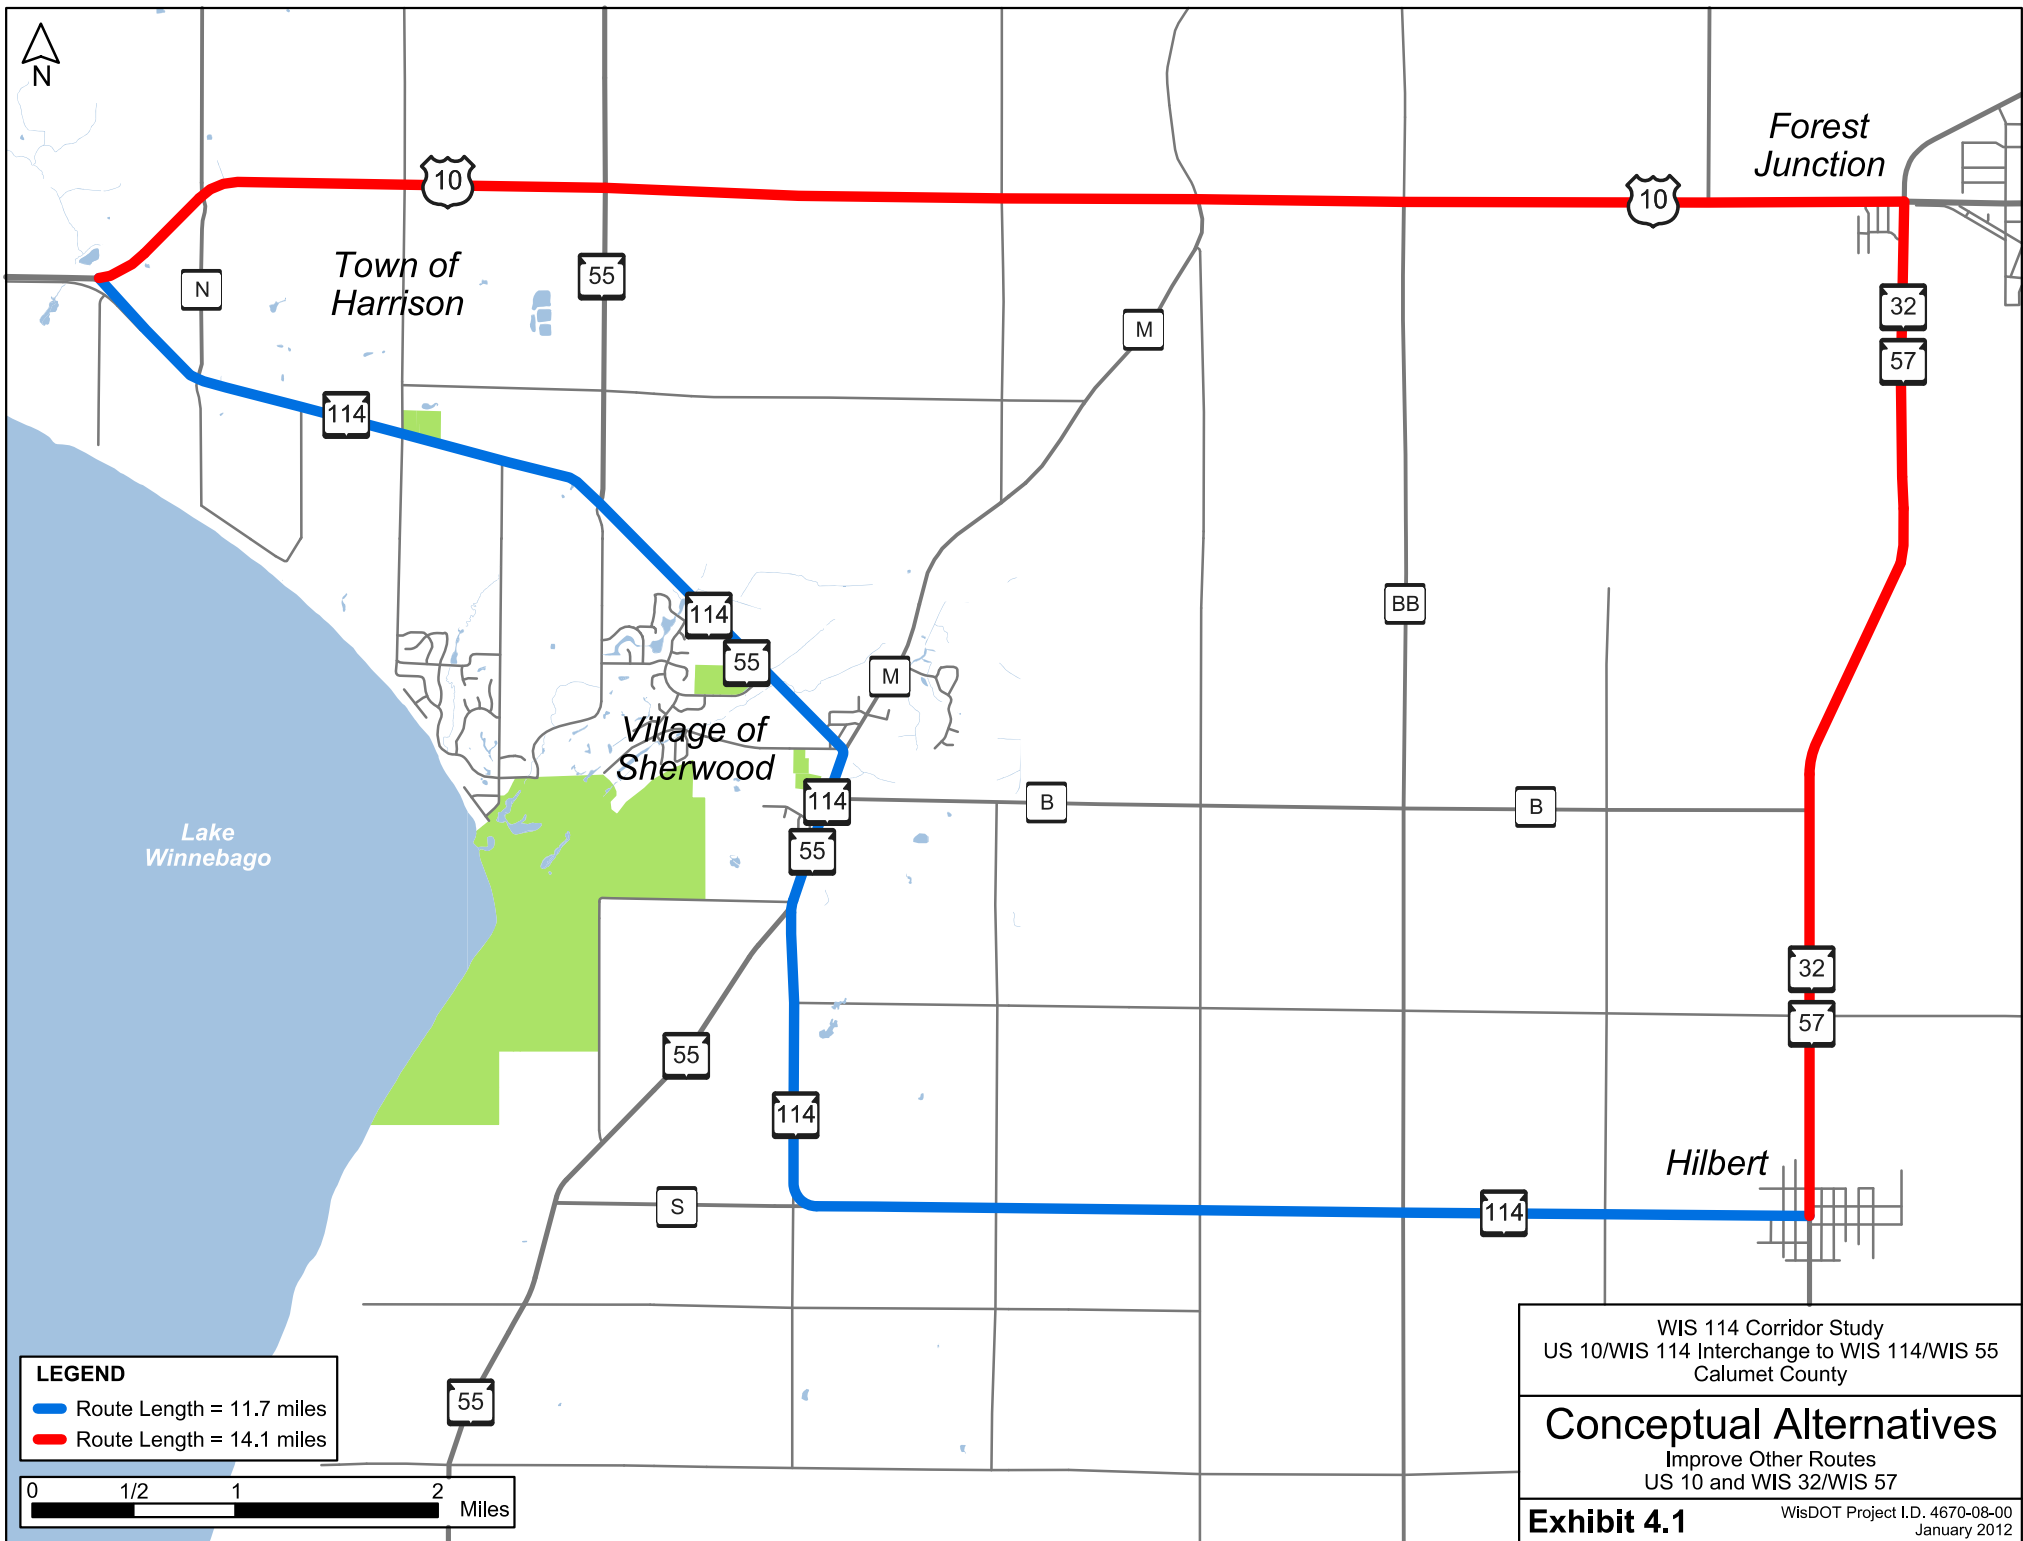 N
Forest
Junction
10
10
Town of
Harrison
55
N
32
M
57
114
BB
114
55
M
Village of
Sherwood
114
B
B
Lake
Winnebago
55
32
57
55
114
Hilbert
S
114
55
LEGEND
Route Length = 11.7 miles
Route Length = 14.1 miles
0 1/2 1 2
Miles
WIS 114 Corridor Study
US 10/WIS 114 Interchange to WIS 114/WIS 55
Calumet County
Conceptual Alternatives
Improve Other Routes
US 10 and WIS 32/WIS 57
Exhibit 4.1
WisDOT Project I.D. 4670-08-00
January 2012